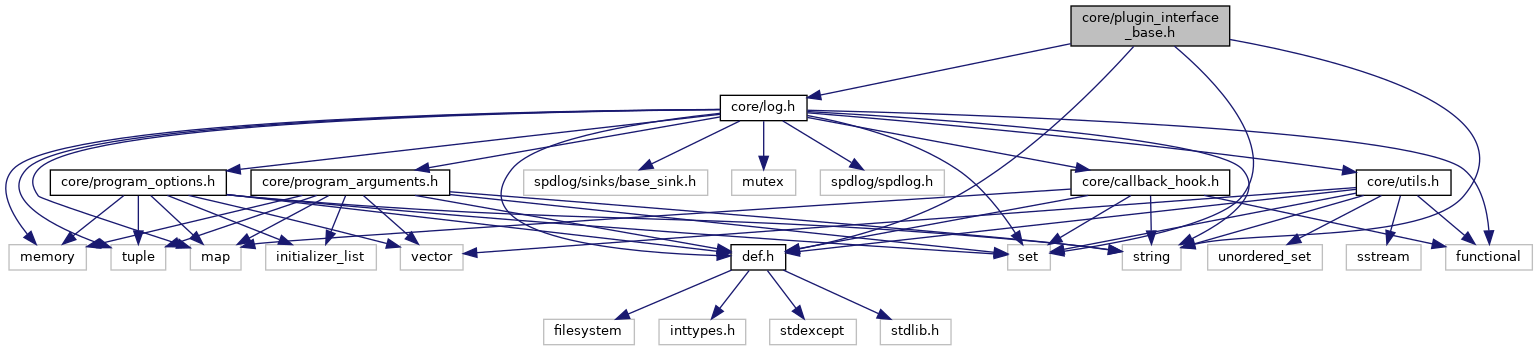 core/plugin_interface
_base.h
core/log.h
core/program_options.h
core/program_arguments.h
spdlog/sinks/base_sink.h
mutex
spdlog/spdlog.h
core/callback_hook.h
core/utils.h
memory
tuple
map
initializer_list
vector
def.h
set
string
unordered_set
sstream
functional
filesystem
inttypes.h
stdexcept
stdlib.h